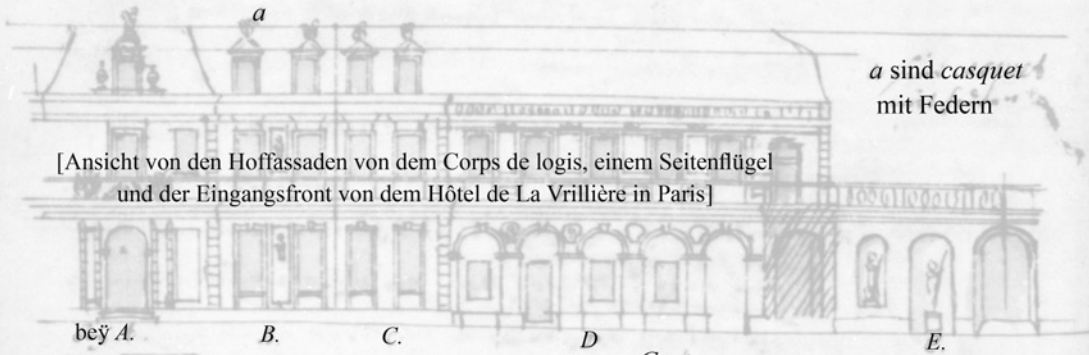 a
a sind casquet
mit Federn
[Ansicht von den Hoffassaden von dem Corps de logis, einem Seitenflügel
und der Eingangsfront von dem Hôtel de La Vrillière in Paris]
beÿ A. B. C. D E.